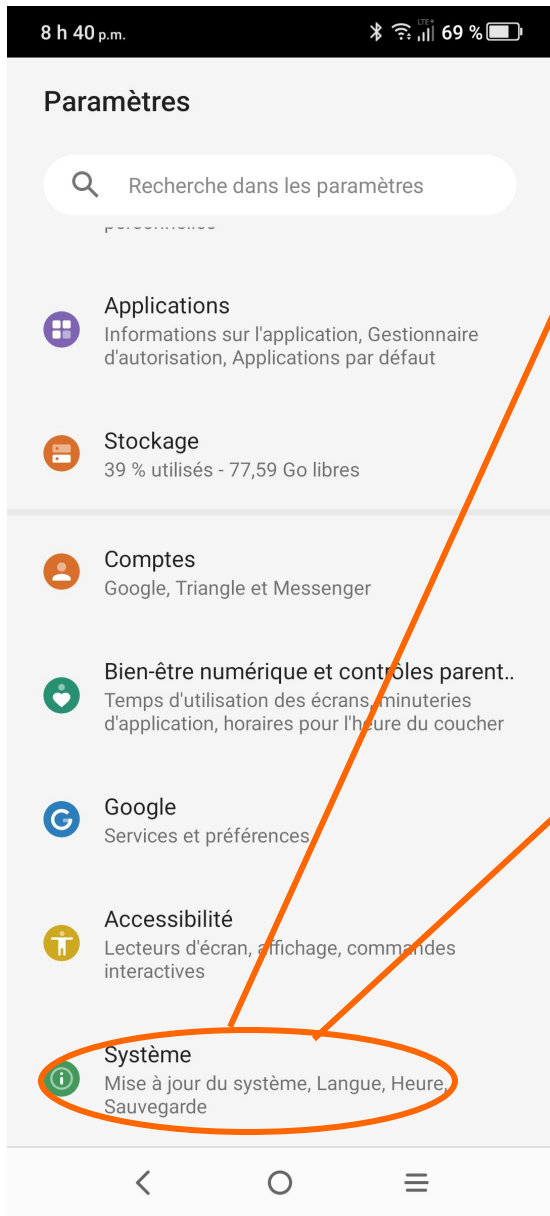 8 h 40 p.m. LTE+ 69 %
Paramètres
Recherche dans les paramètres
Applications
Informations sur l'application, Gestionnaire
d'autorisation, Applications par défaut
Stockage
39 % utilisés - 77,59 Go libres
Comptes
Google, Triangle et Messenger
Bien-être numérique et contrôles parent..
Temps d'utilisation des écrans, minuteries
d'application, horaires pour l'heure du coucher
Google
Services et préférences
Accessibilité
Lecteurs d'écran, affichage, commandes
interactives
Système
Mise à jour du système, Langue, Heure,
Sauvegarde